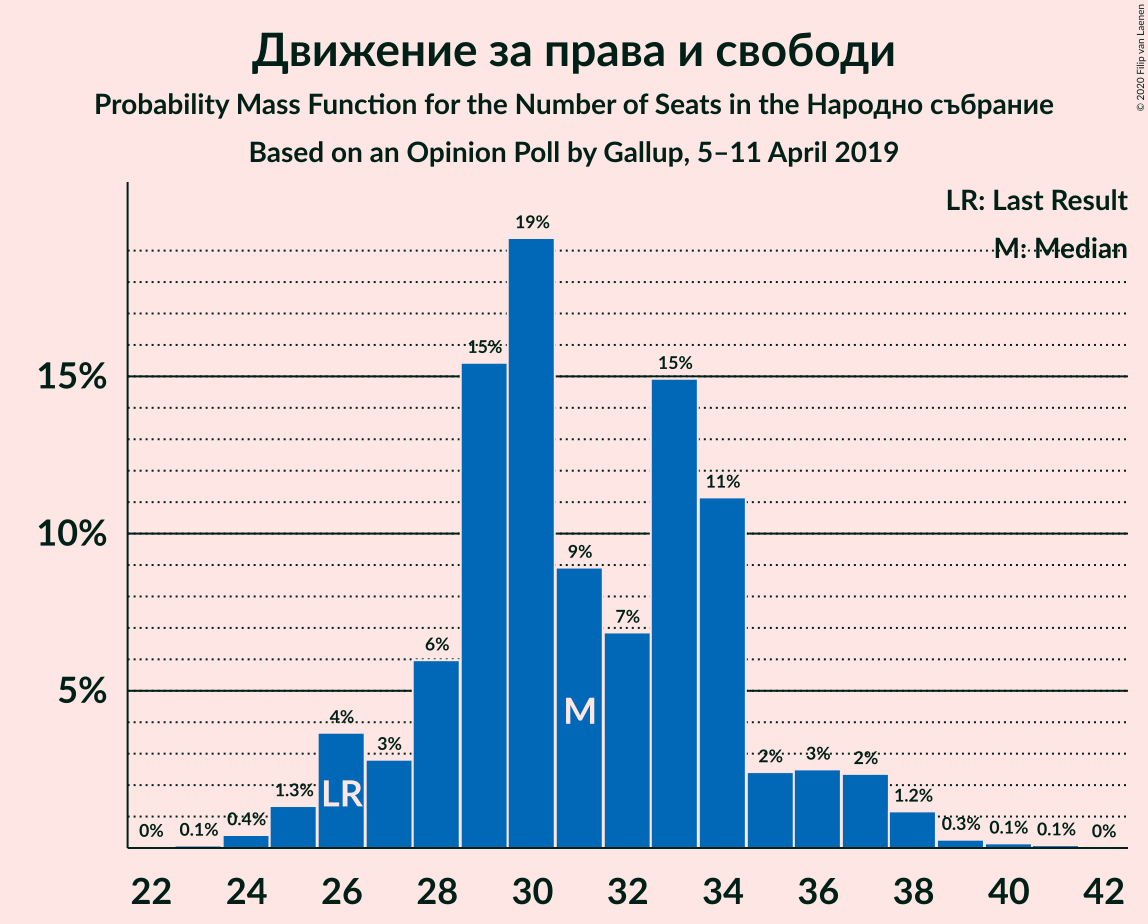 Движение за права и свободи
Probability Mass Function for the Number of Seats in the Народно събрание
Based on an Opinion Poll by Gallup, 5–11 April 2019
© 2020 Filip van Laenen
LR: Last Result
M: Median
15%
10%
5%
0%
0.1%
0.4%
1.3%
4%
3%
6%
15%
19%
9%
7%
15%
11%
2%
3%
2%
1.2%
0.3%
0.1%
0.1%
0%
LR
M
22 24 26 28 30 32 34 36 38 40 42